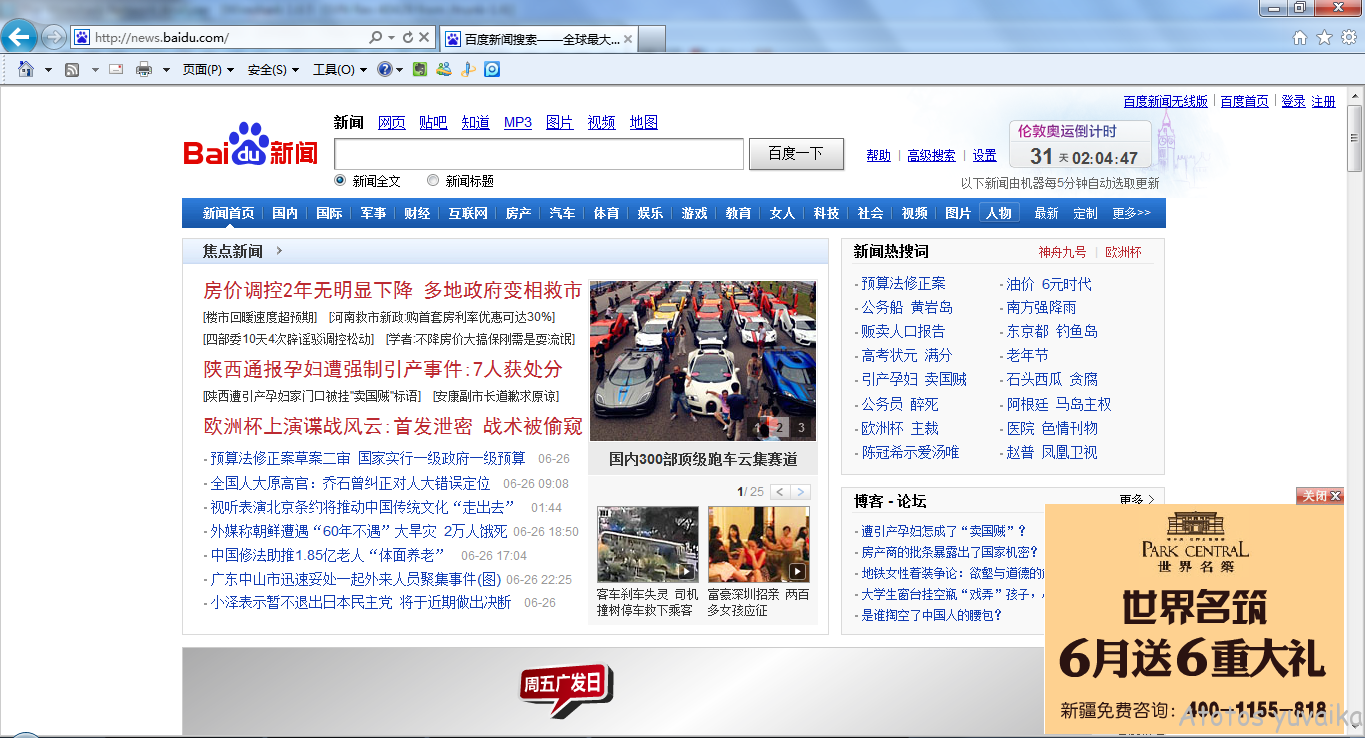 http://news.baidu.com/
百度新闻搜索——全球最大...
页面(P) 安全(S) 工具(O)
百度新闻无线版 百度首页 登录 注册
Bai du 新闻
新闻 网页 贴吧 知道 MP3 图片 视频 地图
百度一下
帮助 高级搜索 设置
伦敦奥运倒计时
31 天 02:04:47
新闻全文 新闻标题
以下新闻由机器每5分钟自动选取更新
新闻首页 国内 国际 军事 财经 互联网 房产 汽车 体育 娱乐 游戏 教育 女人 科技 社会 视频 图片 人物 最新 定制 更多>>
焦点新闻
房价调控2年无明显下降 多地政府变相救市
[楼市回暖速度超预期] [河南救市新政:购首套房利率优惠可达30%]
[四部委10天4次辟谣驳调控松动] [学者:不降房价大搞保刚需是耍流氓]
陕西通报孕妇遭强制引产事件:7人获处分
[陕西遭引产孕妇家门口被挂"卖国贼"标语] [安康副市长道歉求原谅]
欧洲杯上演谍战风云:首发泄密 战术被偷窥
预算法修正案草案二审 国家实行一级政府一级预算 06-26
全国人大原高官：乔石曾纠正对人大错误定位 06-26 09:08
视听表演北京条约将推动中国传统文化“走出去” 01:44
外媒称朝鲜遭遇“60年不遇”大旱灾 2万人饿死 06-26 18:50
中国修法助推1.85亿老人“体面养老” 06-26 17:04
广东中山市迅速妥处一起外来人员聚集事件(图) 06-26 22:25
小泽表示暂不退出日本民主党 将于近期做出决断 06-26
1 2 3
国内300部顶级跑车云集赛道
1/ 25 < >
客车刹车失灵 司机撞树停车救下乘客
富豪深圳招亲 两百多女孩应征
新闻热搜词 神舟九号 欧洲杯
预算法修正案 油价 6元时代
公务船 黄岩岛 南方强降雨
贩卖人口报告 东京都 钓鱼岛
高考状元 满分 老年节
引产孕妇 卖国贼 石头西瓜 贪腐
公务员 醉死 阿根廷 马岛主权
欧洲杯 主裁 医院 色情刊物
陈冠希示爱汤唯 赵普 凤凰卫视
博客 - 论坛 更多
遭引产孕妇怎成了“卖国贼”？
房产商的批条暴露出了国家机密？
地铁女性着装争论：欲壑与道德的
大学生窗台挂空瓶“戏弄”孩子，
是谁掏空了中国人的腰包？
关闭 X
PARK CENTRAL
世界名筑
世界名筑
6月送6重大礼
新疆免费咨询：400-1155-818
Atotos yuvaika
周五广发日